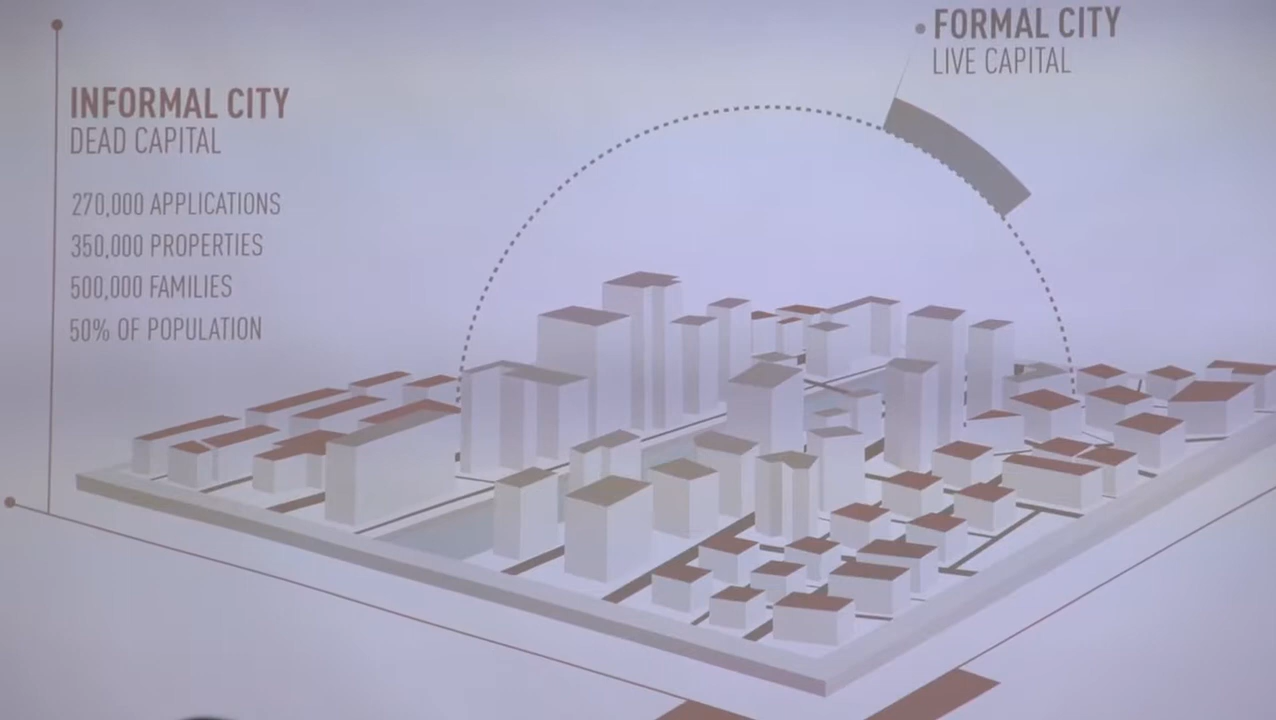 INFORMAL CITY
DEAD CAPITAL
270,000 APPLICATIONS
350,000 PROPERTIES
500,000 FAMILIES
50% OF POPULATION
FORMAL CITY
LIVE CAPITAL